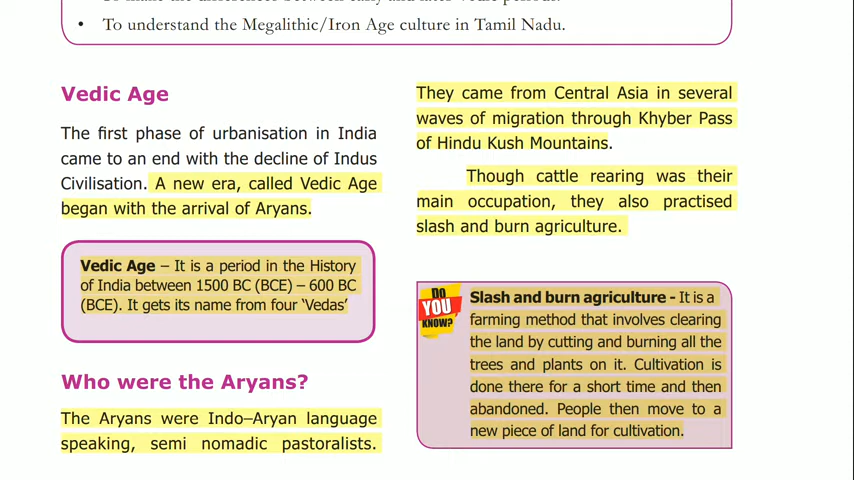 • To understand the Megalithic/Iron Age culture in Tamil Nadu.
Vedic Age
The first phase of urbanisation in India
came to an end with the decline of Indus
Civilisation. A new era, called Vedic Age
began with the arrival of Aryans.
Vedic Age – It is a period in the History
of India between 1500 BC (BCE) – 600 BC
(BCE). It gets its name from four ‘Vedas’
Who were the Aryans?
The Aryans were Indo–Aryan language
speaking, semi nomadic pastoralists.
They came from Central Asia in several
waves of migration through Khyber Pass
of Hindu Kush Mountains.
Though cattle rearing was their
main occupation, they also practised
slash and burn agriculture.
DO
YOU
KNOW?
Slash and burn agriculture - It is a
farming method that involves clearing
the land by cutting and burning all the
trees and plants on it. Cultivation is
done there for a short time and then
abandoned. People then move to a
new piece of land for cultivation.